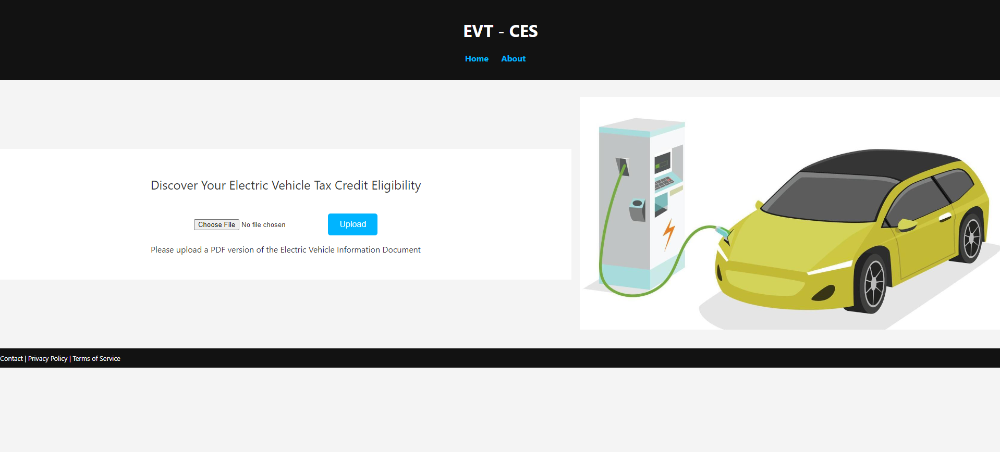 EVT - CES
Home About
Discover Your Electric Vehicle Tax Credit Eligibility
Choose File No file chosen Upload
Please upload a PDF version of the Electric Vehicle Information Document
Contact | Privacy Policy | Terms of Service